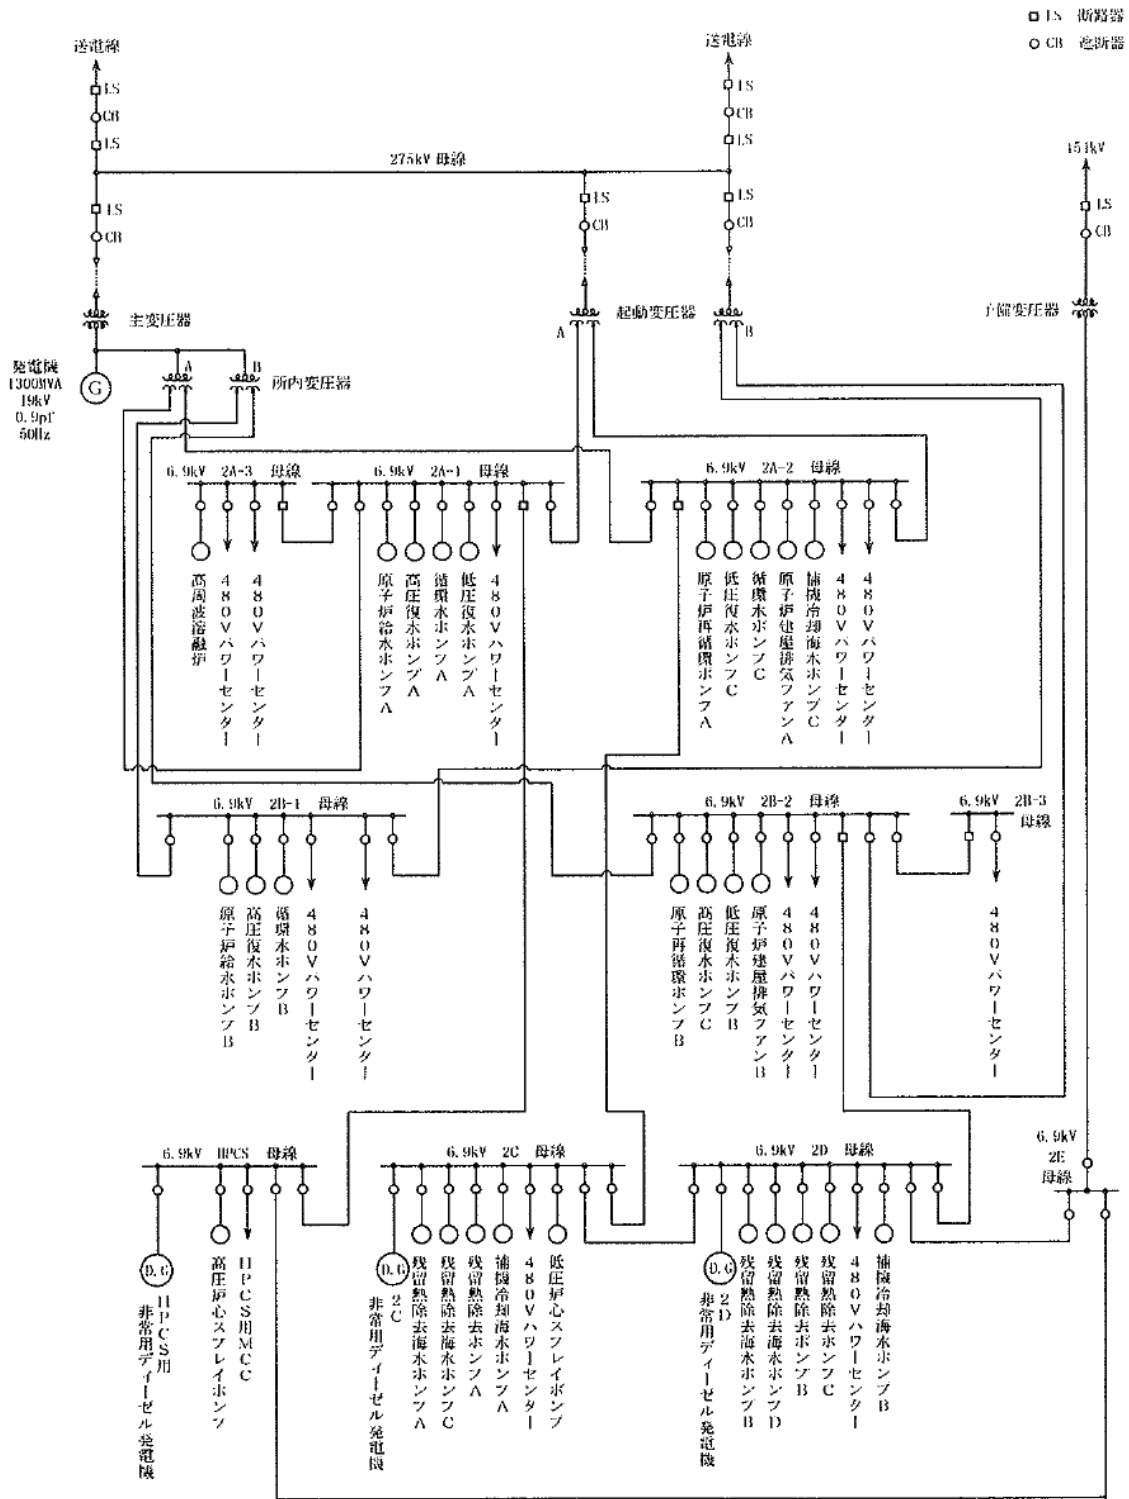 LS 断路器
CB 遮断器
送電線
送電線
LS
CB
LS
LS
CB
LS
275kV 母線
LS
CB
LS
CB
LS
CB
LS
CB
主変圧器
起動変圧器
A
B
予備変圧器
発電機
1300MVA
19kV
0.9pf
50Hz
G
A
B
所内変圧器
6.9kV 2A-3 母線
6.9kV 2A-1 母線
6.9kV 2A-2 母線
高周波溶融炉
480Vパワーセンター
480Vパワーセンター
原子炉給水ポンプA
高圧復水ポンプA
循環水ポンプA
低圧復水ポンプA
480Vパワーセンター
原子炉再循環ポンプA
低圧復水ポンプC
循環水ポンプC
原子炉建屋排気ファンA
補機冷却海水ポンプC
480Vパワーセンター
480Vパワーセンター
6.9kV 2B-1 母線
6.9kV 2B-2 母線
6.9kV 2B-3
母線
原子炉給水ポンプB
高圧復水ポンプB
循環水ポンプB
480Vパワーセンター
480Vパワーセンター
原子再循環ポンプB
高圧復水ポンプC
低圧復水ポンプB
原子炉建屋排気ファンB
480Vパワーセンター
480Vパワーセンター
480Vパワーセンター
6.9kV HPCS 母線
6.9kV 2C 母線
6.9kV 2D 母線
6.9kV
2E
母線
D.G
HPCS用
非常用ディーゼル発電機
高圧炉心スプレイポンプ
HPCS用MCC
D.G
2C
非常用ディーゼル発電機
残留熱除去海水ポンプA
残留熱除去海水ポンプC
残留熱除去ポンプA
補機冷却海水ポンプA
480Vパワーセンター
低圧炉心スプレイポンプ
D.G
2D
非常用ディーゼル発電機
残留熱除去海水ポンプB
残留熱除去海水ポンプD
残留熱除去ポンプB
残留熱除去ポンプC
480Vパワーセンター
補機冷却海水ポンプB